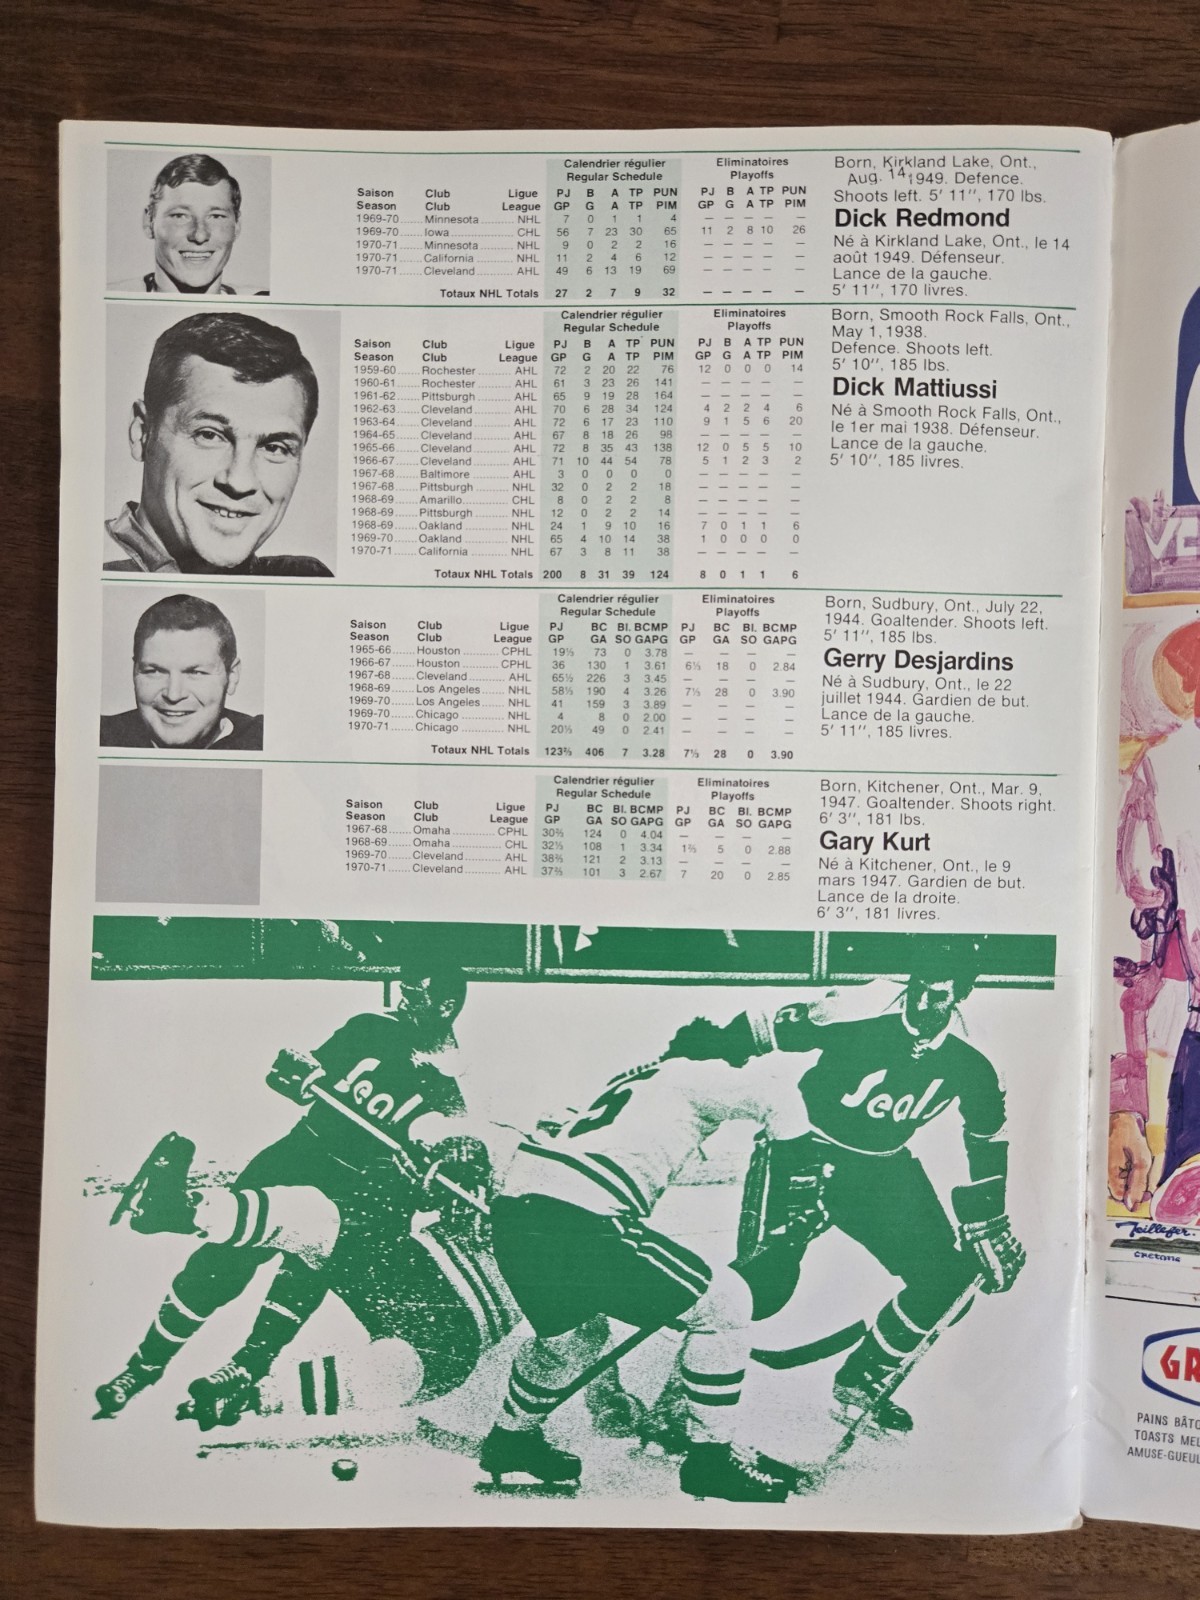 Calendrier régulier Eliminatoires
Regular Schedule Playoffs
Saison Club Ligue PJ B A TP PUN PJ B A TP PUN
Season Club League GP G A TP PIM GP G A TP PIM
1969-70 Minnesota NHL 7 0 1 1 4 — — — — —
1969-70 Iowa CHL 56 7 23 30 65 11 2 8 10 26
1970-71 Minnesota NHL 9 0 2 2 16 — — — — —
1970-71 California NHL 11 2 4 6 12 — — — — —
1970-71 Cleveland AHL 49 6 13 19 69 — — — — —
Totaux NHL Totals 27 2 7 9 32 — — — — —
Born, Kirkland Lake, Ont.,
Aug. 14, 1949. Defence.
Shoots left. 5' 11", 170 lbs.
Dick Redmond
Né à Kirkland Lake, Ont., le 14
août 1949. Défenseur.
Lance de la gauche.
5' 11", 170 livres.
Calendrier régulier Eliminatoires
Regular Schedule Playoffs
Saison Club Ligue PJ B A TP PUN PJ B A TP PUN
Season Club League GP G A TP PIM GP G A TP PIM
1959-60 Rochester AHL 72 2 20 22 76 12 0 0 0 14
1960-61 Rochester AHL 61 3 23 26 141 — — — — —
1961-62 Pittsburgh AHL 65 9 19 28 164 — — — — —
1962-63 Cleveland AHL 70 6 28 34 124 4 2 2 4 6
1963-64 Cleveland AHL 72 6 17 23 110 9 1 5 6 20
1964-65 Cleveland AHL 67 8 18 26 98 — — — — —
1965-66 Cleveland AHL 72 8 35 43 138 12 0 5 5 10
1966-67 Cleveland AHL 71 10 44 54 78 5 1 2 3 2
1967-68 Baltimore AHL 3 0 0 0 0 — — — — —
1967-68 Pittsburgh NHL 32 0 2 2 18 — — — — —
1968-69 Amarillo CHL 8 0 2 2 8 — — — — —
1968-69 Pittsburgh NHL 12 0 2 2 14 — — — — —
1968-69 Oakland NHL 24 1 9 10 16 7 0 1 1 6
1969-70 Oakland NHL 65 4 10 14 38 1 0 0 0 0
1970-71 California NHL 67 3 8 11 38 — — — — —
Totaux NHL Totals 200 8 31 39 124 8 0 1 1 6
Born, Smooth Rock Falls, Ont.,
May 1, 1938.
Defence. Shoots left.
5' 10", 185 lbs.
Dick Mattiussi
Né à Smooth Rock Falls, Ont.,
le 1er mai 1938. Défenseur.
Lance de la gauche.
5' 10", 185 livres.
Calendrier régulier Eliminatoires
Regular Schedule Playoffs
Saison Club Ligue PJ BC Bl. BCMP PJ BC Bl. BCMP
Season Club League GP GA SO GAPG GP GA SO GAPG
1965-66 Houston CPHL 19⅓ 73 0 3.78 — — — —
1966-67 Houston CPHL 36 130 1 3.61 6⅓ 18 0 2.84
1967-68 Cleveland AHL 226 3 3.45 — — — —
1968-69 Los Angeles NHL 190 4 3.26 28 0 3.90
1969-70 Los Angeles NHL 41 159 3 3.89 — — — —
1969-70 Chicago NHL 4 8 0 2.00 — — — —
1970-71 Chicago NHL 49 0 2.41 — — — —
Totaux NHL Totals 123⅔ 406 7 3.28 28 0 3.90
Born, Sudbury, Ont., July 22,
1944. Goaltender. Shoots left.
5' 11", 185 lbs.
Gerry Desjardins
Né à Sudbury, Ont., le 22
juillet 1944. Gardien de but.
Lance de la gauche.
5' 11", 185 livres.
Calendrier régulier Eliminatoires
Regular Schedule Playoffs
Saison Club Ligue PJ BC Bl. BCMP PJ BC Bl. BCMP
Season Club League GP GA SO GAPG GP GA SO GAPG
1967-68 Omaha CPHL 124 0 4.04 — — — —
1968-69 Omaha CHL 108 1 3.34 1⅔ 5 0 2.88
1969-70 Cleveland AHL 121 2 3.13 — — — —
1970-71 Cleveland AHL 101 3 2.67 7 20 0 2.85
Born, Kitchener, Ont., Mar. 9,
1947. Goaltender. Shoots right.
6' 3", 181 lbs.
Gary Kurt
Né à Kitchener, Ont., le 9
mars 1947. Gardien de but.
Lance de la droite.
6' 3", 181 livres.
Seal
Seals
GR
PAINS BÂTO
TOASTS MEL
AMUSE-GUEUL